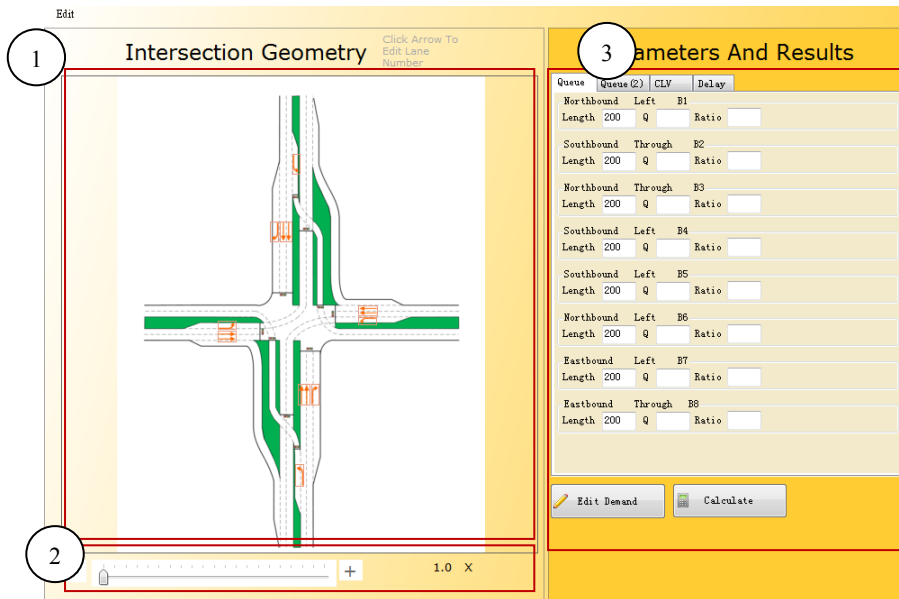 Edit
1
Intersection Geometry
Click Arrow To
Edit Lane
Number
3
ameters And Results
Queue Queue(2) CLV Delay
Northbound Left B1
Length 200 Q Ratio
Southbound Through B2
Length 200 Q Ratio
Northbound Through B3
Length 200 Q Ratio
Southbound Left B4
Length 200 Q Ratio
Southbound Left B5
Length 200 Q Ratio
Northbound Left B6
Length 200 Q Ratio
Eastbound Left B7
Length 200 Q Ratio
Eastbound Through B8
Length 200 Q Ratio
Edit Demand Calculate
2
+ 1.0 X